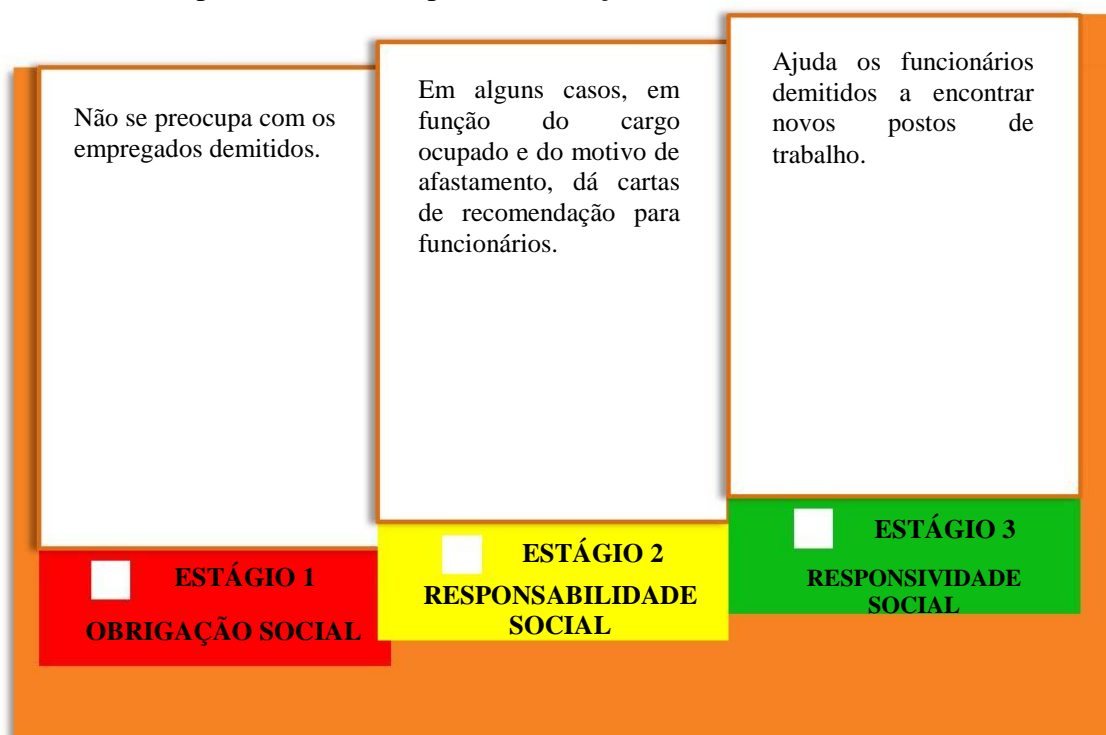 Não se preocupa com os
empregados demitidos.
Em alguns casos, em
função do cargo
ocupado e do motivo de
afastamento, dá cartas
de recomendação para
funcionários.
Ajuda os funcionários
demitidos a encontrar
novos postos de
trabalho.
ESTÁGIO 1
OBRIGAÇÃO SOCIAL
ESTÁGIO 2
RESPONSABILIDADE
SOCIAL
ESTÁGIO 3
RESPONSIVIDADE
SOCIAL